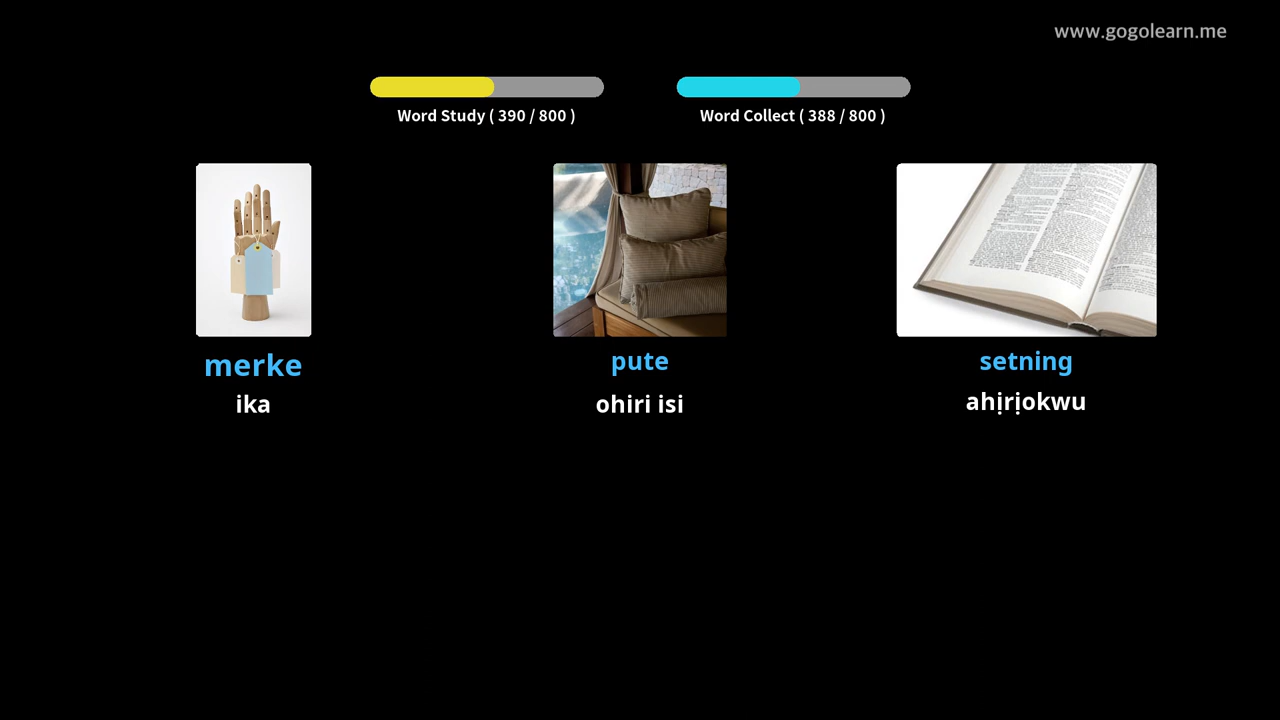 www.gogolearn.me
Word Study ( 390 / 800 )
Word Collect ( 388 / 800 )
merke
pute
setning
ika
ohiri isi
ahịrịokwu